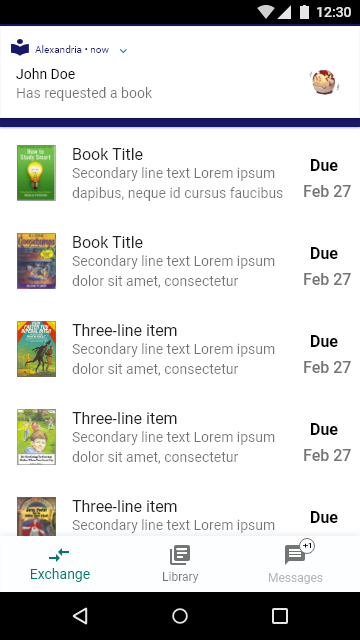 12:30
Alexandria • now
John Doe
Has requested a book
How to
Study Smart
Book Title
Secondary line text Lorem ipsum
dapibus, neque id cursus faucibus
Due
Feb 27
Goosebumps
Book Title
Secondary line text Lorem ipsum
dolor sit amet, consectetur
Due
Feb 27
Three-line item
Secondary line text Lorem ipsum
dolor sit amet, consectetur
Due
Feb 27
Three-line item
Secondary line text Lorem ipsum
dolor sit amet, consectetur
Due
Feb 27
Three-line item
Secondary line text Lorem ipsum
Due
Exchange
Library
+1
Messages